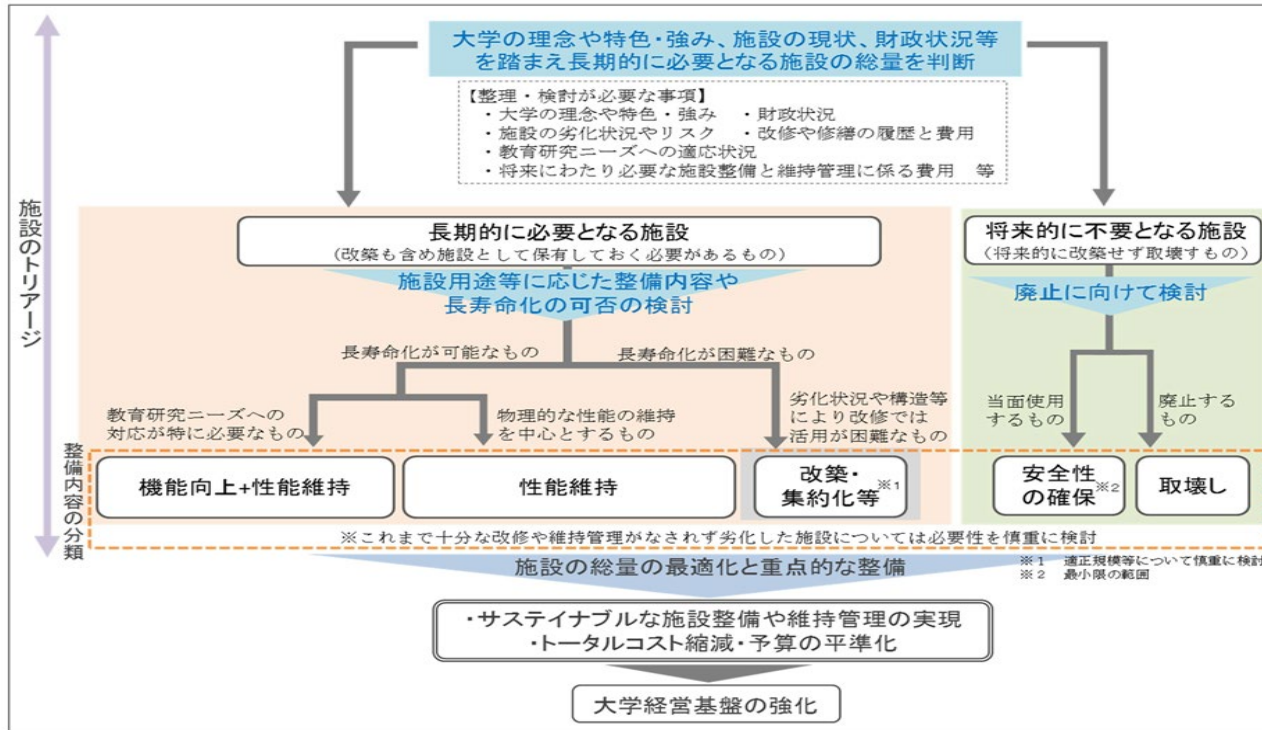 大学の理念や特色・強み、施設の現状、財政状況等
を踏まえ長期的に必要となる施設の総量を判断
【整理・検討が必要な事項】
・大学の理念や特色・強み　・財政状況
・施設の劣化状況やリスク　・改修や修繕の履歴と費用
・教育研究ニーズへの適応状況
・将来にわたり必要な施設整備と維持管理に係る費用　等
施設のトリアージ
長期的に必要となる施設
（改築も含め施設として保有しておく必要があるもの）
施設用途等に応じた整備内容や
長寿命化の可否の検討
将来的に不要となる施設
（将来的に改築せず取壊すもの）
廃止に向けて検討
長寿命化が可能なもの
長寿命化が困難なもの
教育研究ニーズへの
対応が特に必要なもの
物理的な性能の維持
を中心とするもの
劣化状況や構造等
により改修では
活用が困難なもの
当面使用
するもの
廃止する
もの
整備内容の分類
機能向上+性能維持
性能維持
改築・
集約化等※1
安全性
の確保※2
取壊し
※これまで十分な改修や維持管理がなされず劣化した施設については必要性を慎重に検討
施設の総量の最適化と重点的な整備
※１　適正規模等について慎重に検討
※２　最小限の範囲
・サステイナブルな施設整備や維持管理の実現
・トータルコスト縮減・予算の平準化
大学経営基盤の強化